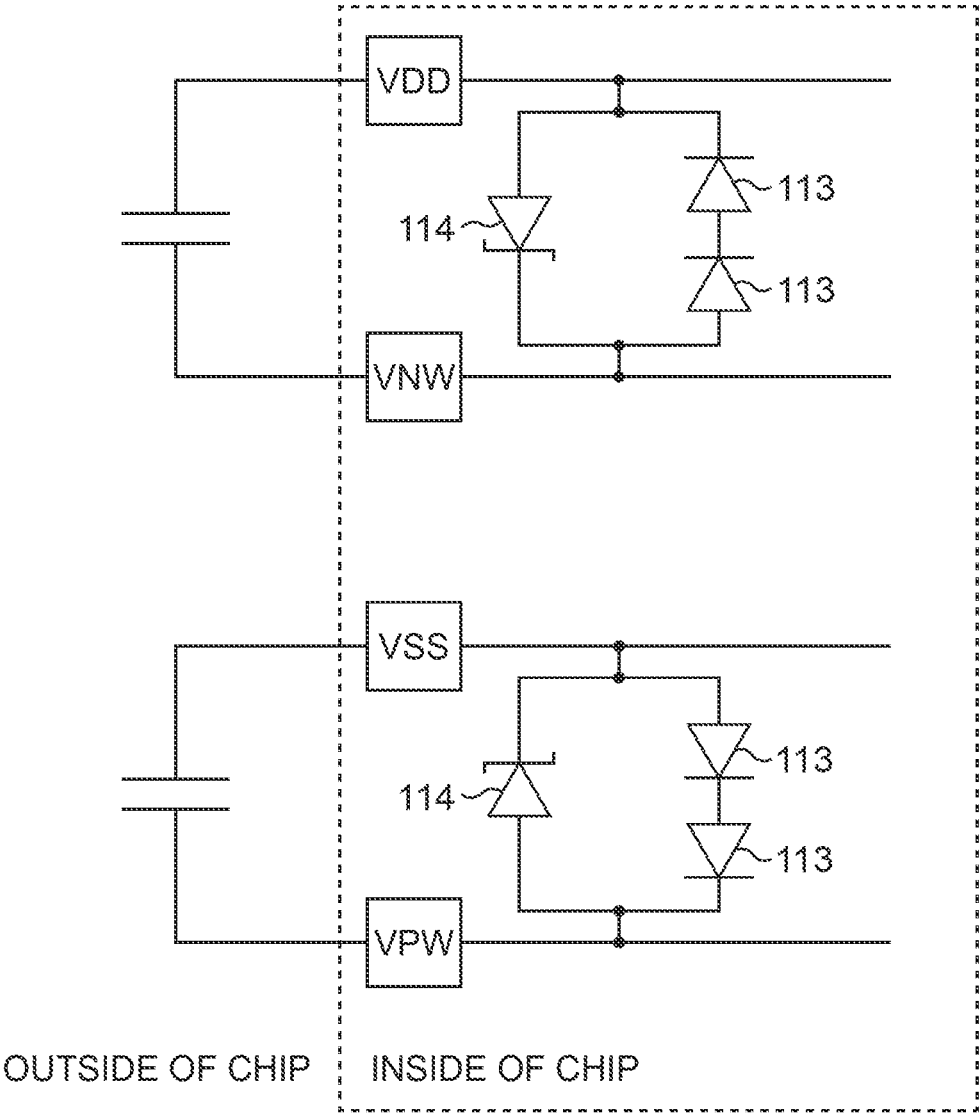 VDD
113
114
113
VNW
VSS
113
114
113
VPW
OUTSIDE OF CHIP
INSIDE OF CHIP